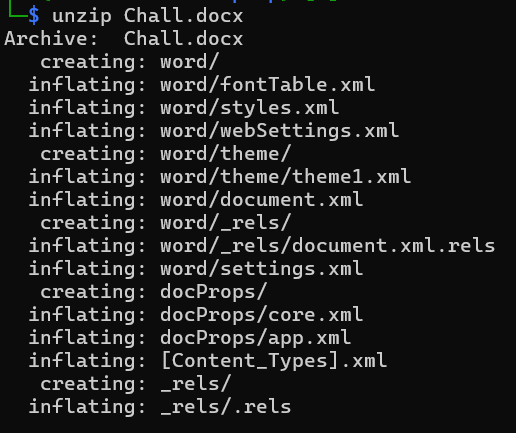 └─$ unzip Chall.docx
Archive:  Chall.docx
   creating: word/
  inflating: word/fontTable.xml
  inflating: word/styles.xml
  inflating: word/webSettings.xml
   creating: word/theme/
  inflating: word/theme/theme1.xml
  inflating: word/document.xml
   creating: word/_rels/
  inflating: word/_rels/document.xml.rels
  inflating: word/settings.xml
   creating: docProps/
  inflating: docProps/core.xml
  inflating: docProps/app.xml
  inflating: [Content_Types].xml
   creating: _rels/
  inflating: _rels/.rels